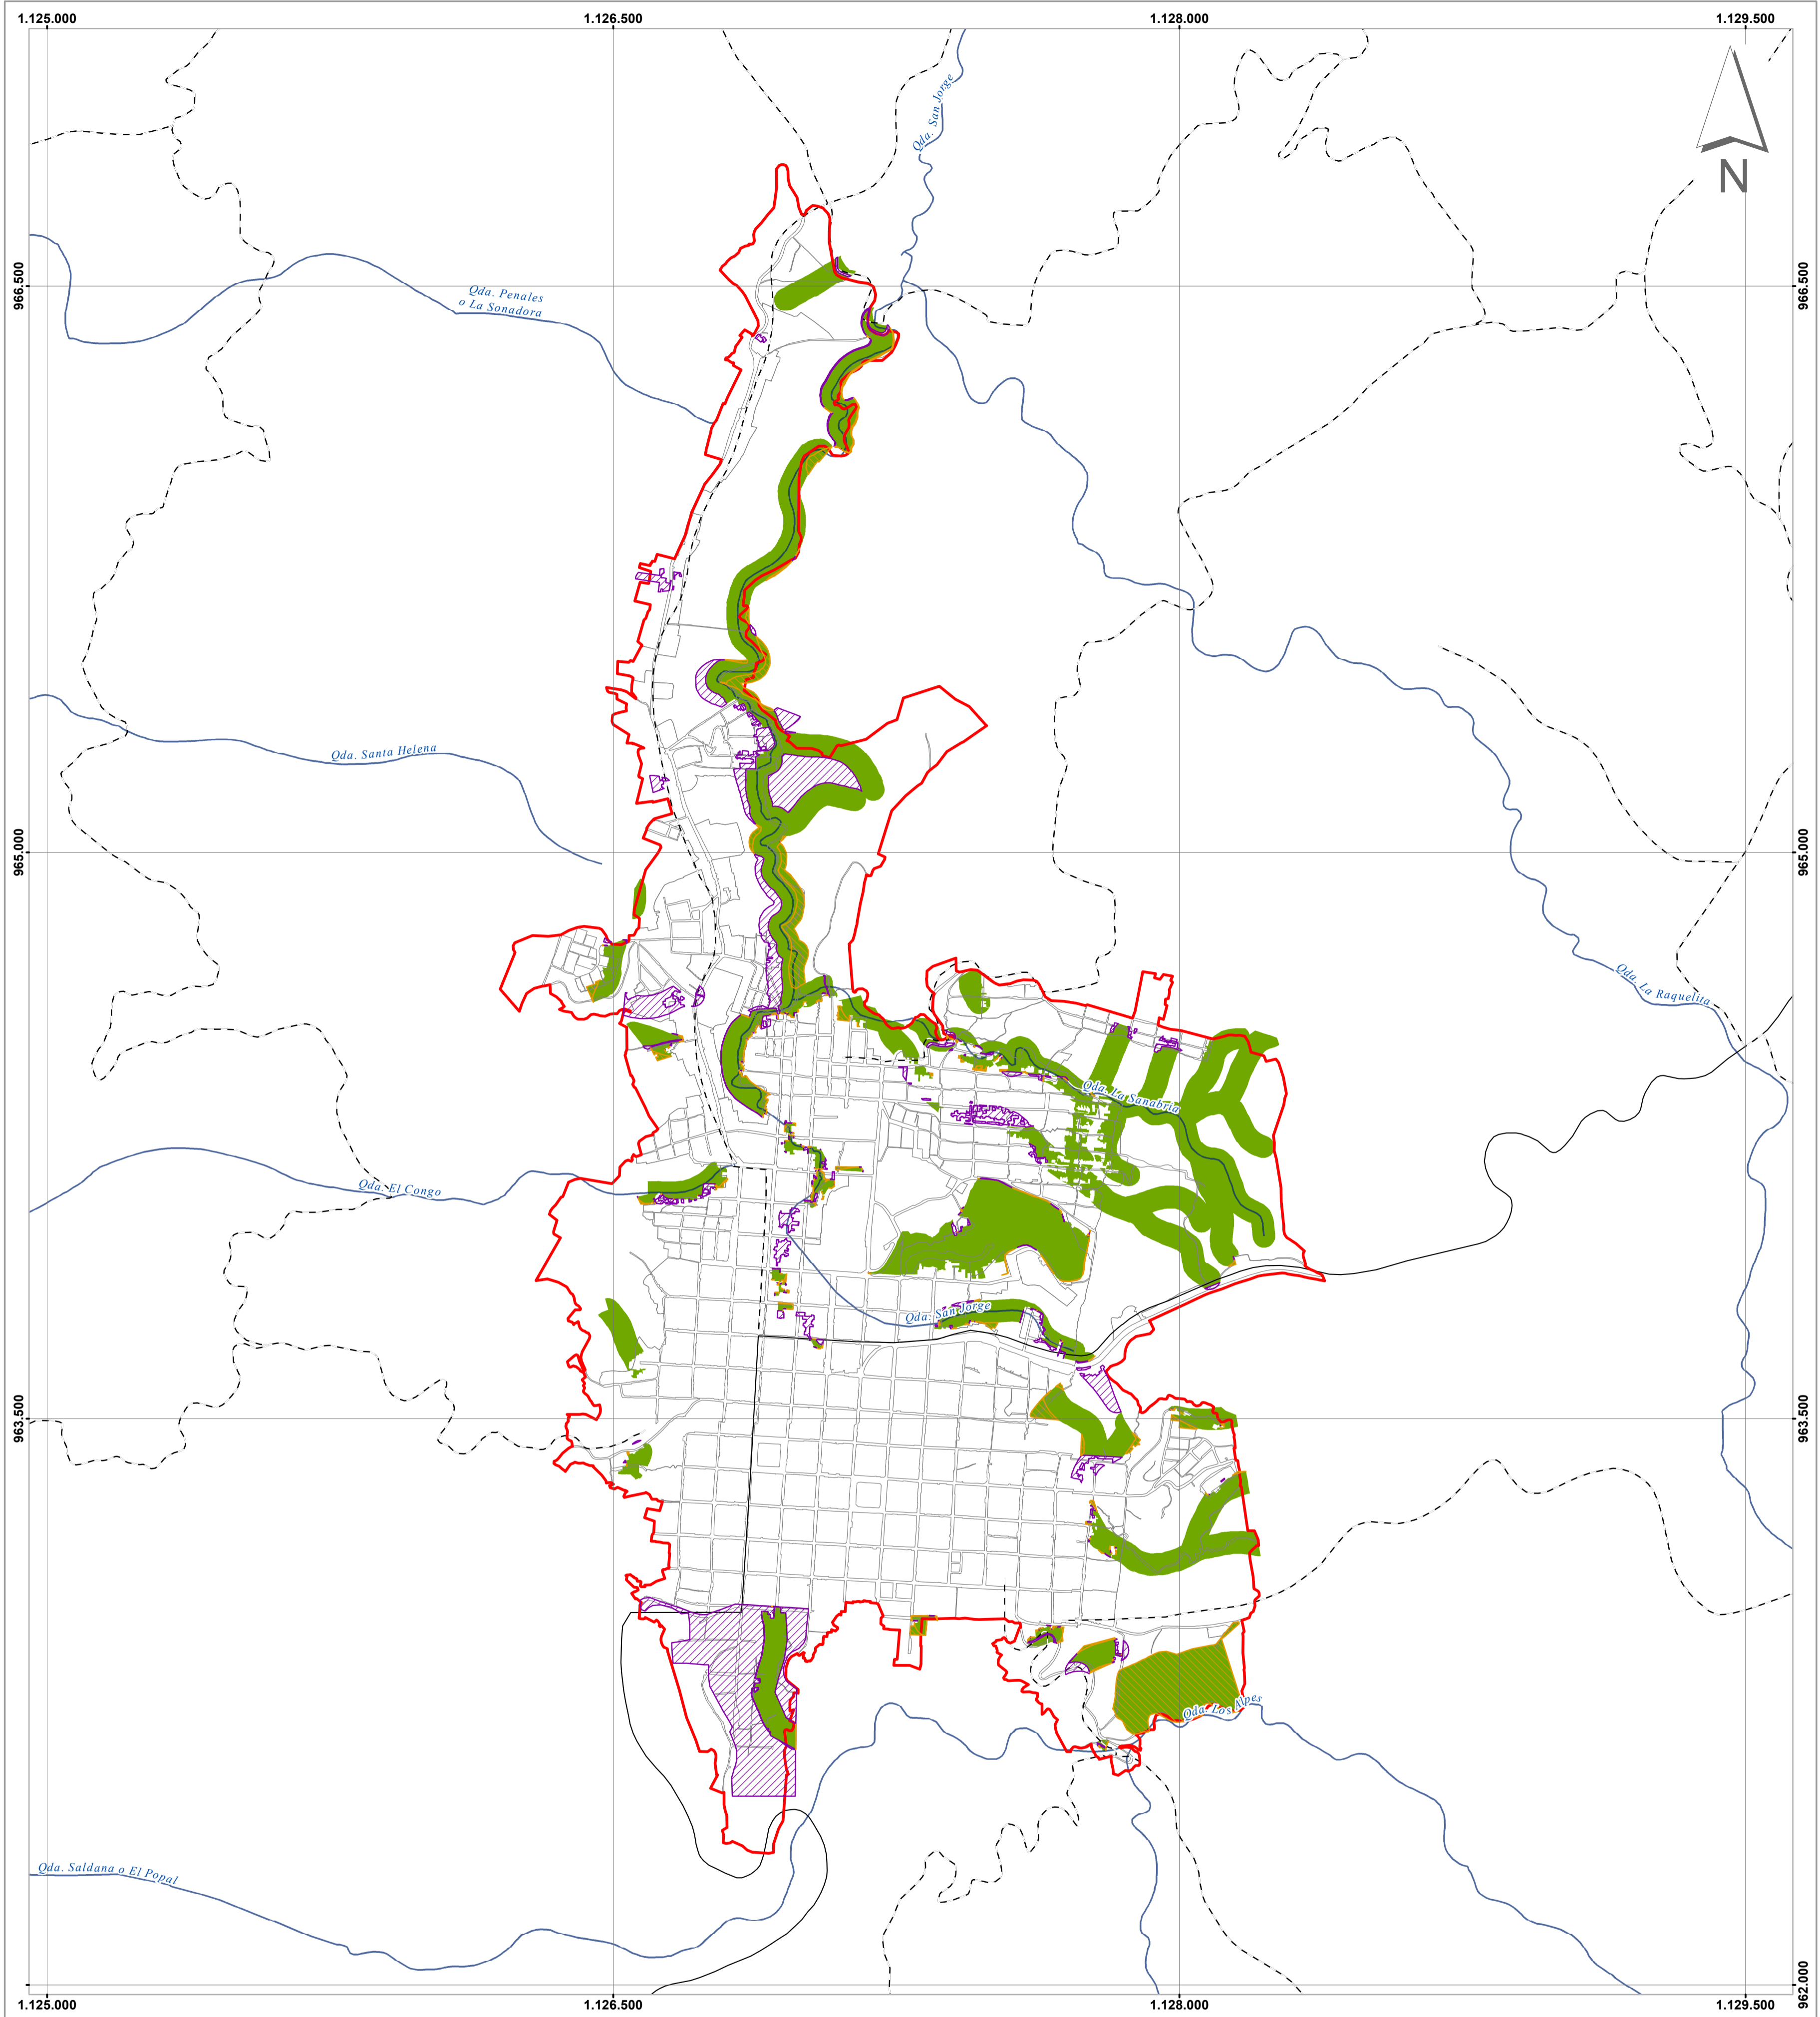 1.125.000
1.126.500
1.128.000
1.129.500
Qda. San Jorge
N
966.500
966.500
Qda. Penales
o La Sonadora
Qda. Santa Helena
965.000
965.000
Qda. La Raquelita
Qda. La Sanabria
Qda. El Congo
Qda. San Jorge
963.500
963.500
Qda. Los Alpes
Qda. Saldana o El Popal
962.000
1.125.000
1.126.500
1.128.000
1.129.500